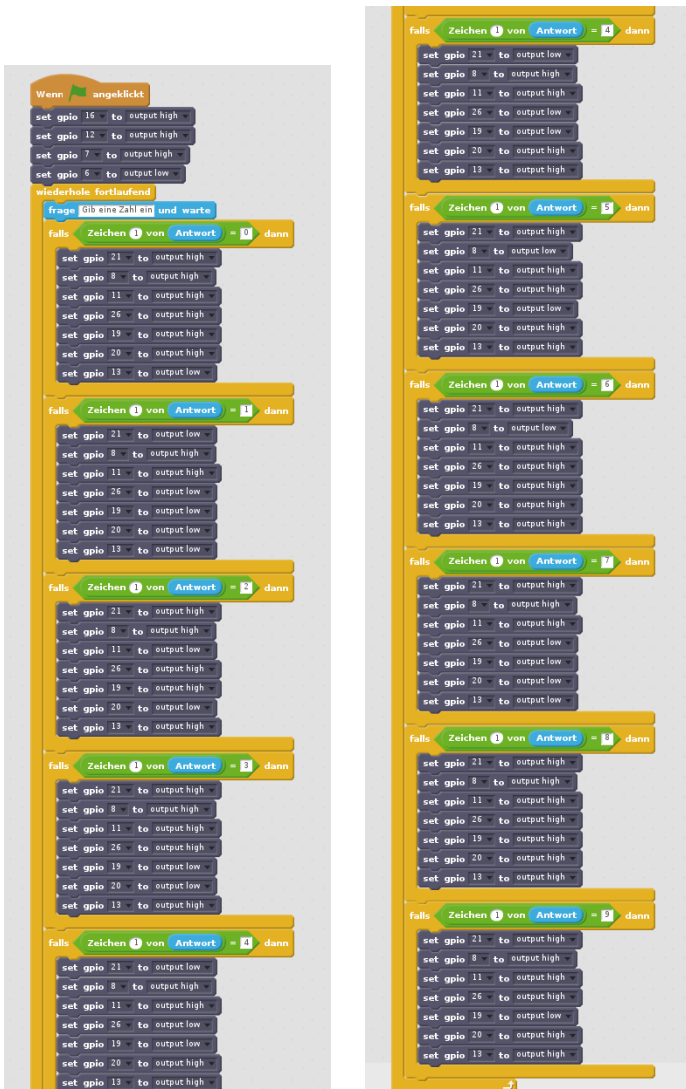 Wenn angeklickt
set gpio 16 to output high
set gpio 12 to output high
set gpio 7 to output high
set gpio 6 to output low
wiederhole fortlaufend
frage Gib eine Zahl ein und warte
falls Zeichen 1 von Antwort = 0 dann
set gpio 21 to output high
set gpio 8 to output high
set gpio 11 to output high
set gpio 26 to output high
set gpio 19 to output high
set gpio 20 to output high
set gpio 13 to output low
falls Zeichen 1 von Antwort = 1 dann
set gpio 21 to output low
set gpio 8 to output high
set gpio 11 to output high
set gpio 26 to output low
set gpio 19 to output low
set gpio 20 to output low
set gpio 13 to output low
falls Zeichen 1 von Antwort = 2 dann
set gpio 21 to output high
set gpio 8 to output high
set gpio 11 to output low
set gpio 26 to output high
set gpio 19 to output high
set gpio 20 to output low
set gpio 13 to output high
falls Zeichen 1 von Antwort = 3 dann
set gpio 21 to output high
set gpio 8 to output high
set gpio 11 to output high
set gpio 26 to output high
set gpio 19 to output low
set gpio 20 to output low
set gpio 13 to output high
falls Zeichen 1 von Antwort = 4 dann
set gpio 21 to output low
set gpio 8 to output high
set gpio 11 to output high
set gpio 26 to output low
set gpio 19 to output low
set gpio 20 to output high
set gpio 13 to output high
falls Zeichen 1 von Antwort = 4 dann
set gpio 21 to output low
set gpio 8 to output high
set gpio 11 to output high
set gpio 26 to output low
set gpio 19 to output low
set gpio 20 to output high
set gpio 13 to output high
falls Zeichen 1 von Antwort = 5 dann
set gpio 21 to output high
set gpio 8 to output low
set gpio 11 to output high
set gpio 26 to output high
set gpio 19 to output low
set gpio 20 to output high
set gpio 13 to output high
falls Zeichen 1 von Antwort = 6 dann
set gpio 21 to output high
set gpio 8 to output low
set gpio 11 to output high
set gpio 26 to output high
set gpio 19 to output high
set gpio 20 to output high
set gpio 13 to output high
falls Zeichen 1 von Antwort = 7 dann
set gpio 21 to output high
set gpio 8 to output high
set gpio 11 to output high
set gpio 26 to output low
set gpio 19 to output low
set gpio 20 to output low
set gpio 13 to output low
falls Zeichen 1 von Antwort = 8 dann
set gpio 21 to output high
set gpio 8 to output high
set gpio 11 to output high
set gpio 26 to output high
set gpio 19 to output high
set gpio 20 to output high
set gpio 13 to output high
falls Zeichen 1 von Antwort = 9 dann
set gpio 21 to output high
set gpio 8 to output high
set gpio 11 to output high
set gpio 26 to output high
set gpio 19 to output low
set gpio 20 to output high
set gpio 13 to output high